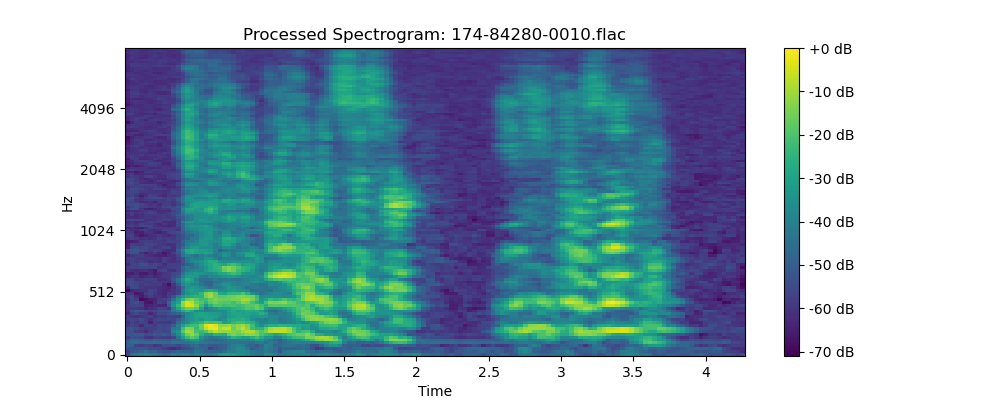 Processed Spectrogram: 174-84280-0010.flac
Hz
4096
2048
1024
512
0
0
0.5
1
1.5
2
2.5
3
3.5
4
Time
+0 dB
-10 dB
-20 dB
-30 dB
-40 dB
-50 dB
-60 dB
-70 dB